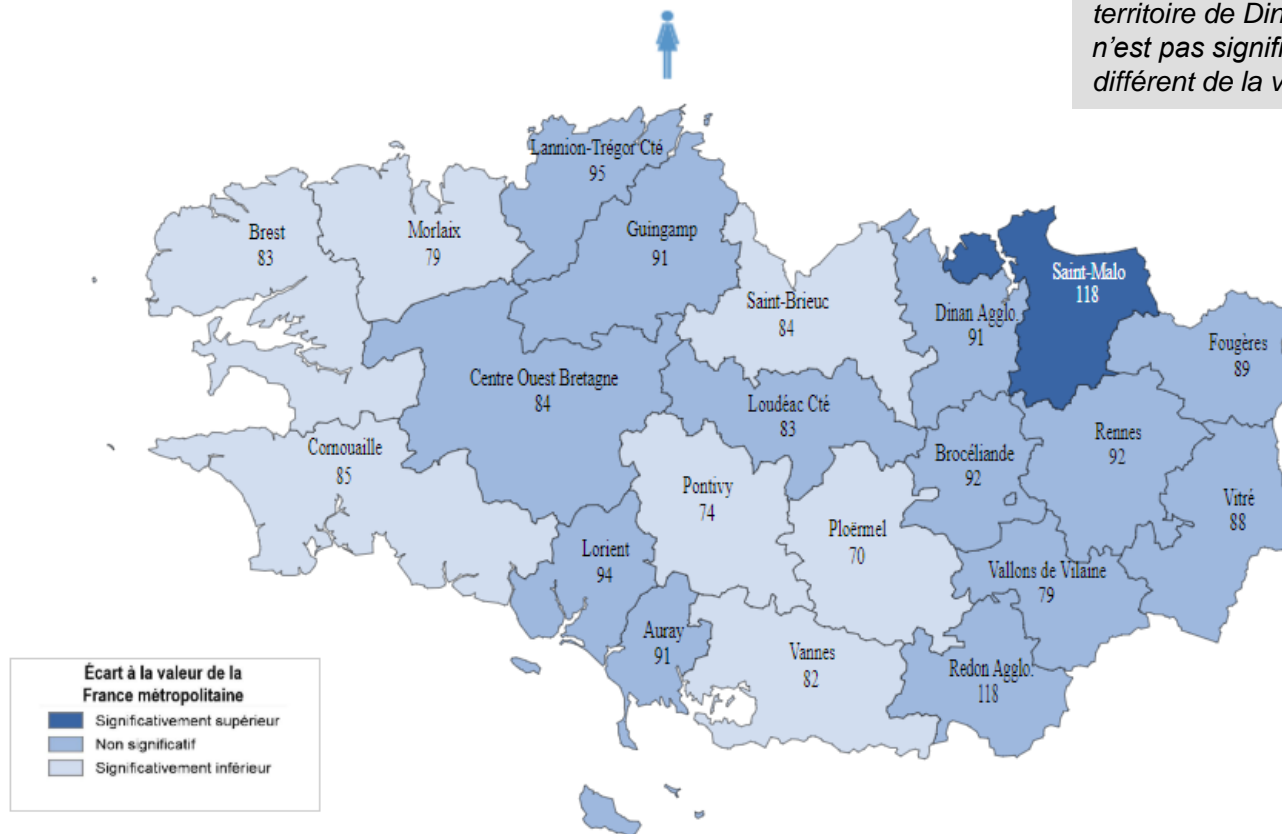 territoire de Din
n'est pas signifi
différent de la v
Lannion-Trégor Cté
95
Brest
83
Morlaix
79
Guingamp
91
Saint-Brieuc
84
Dinan Agglo.
91
Saint-Malo
118
Fougères
89
Centre Ouest Bretagne
84
Loudéac Cté
83
Rennes
92
Brocéliande
92
Cornouaille
85
Pontivy
74
Vitré
88
Ploërmel
70
Lorient
94
Vallons de Vilaine
79
Auray
91
Vannes
82
Redon Agglo.
118
Écart à la valeur de la
France métropolitaine
Significativement supérieur
Non significatif
Significativement inférieur